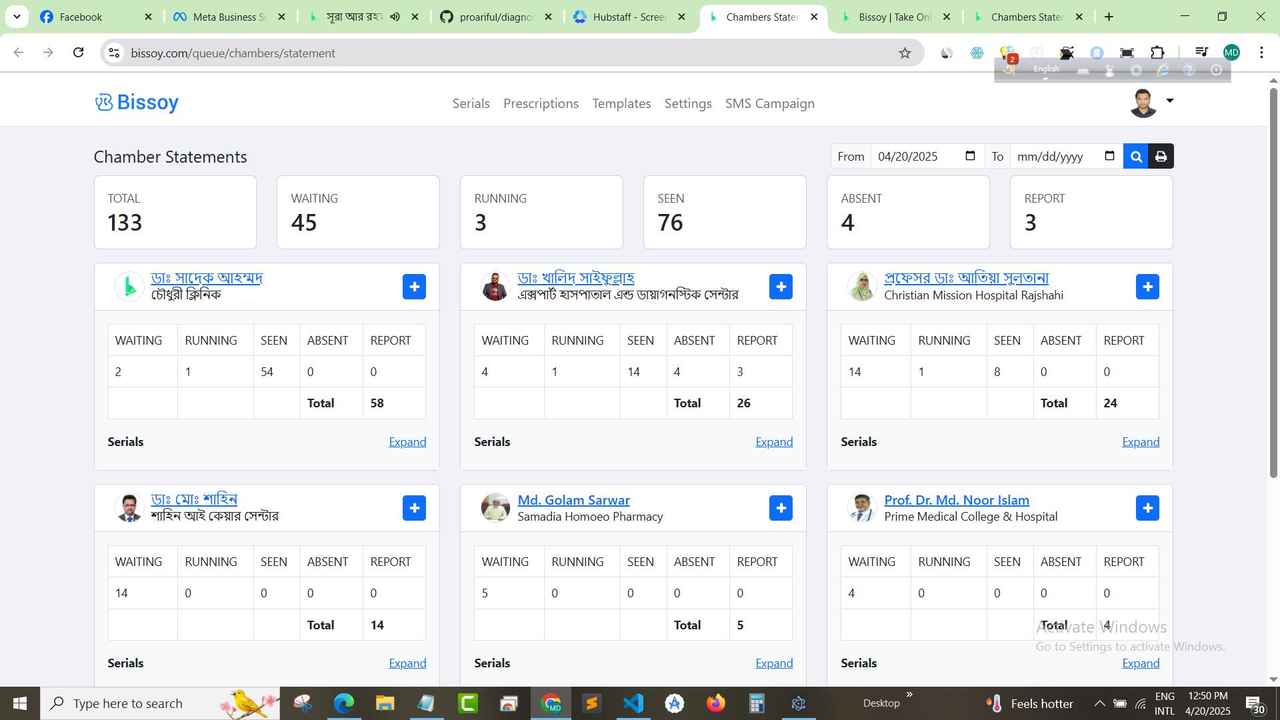 Facebook
Meta Business S
সূরা আর রহ
proariful/diagno
Hubstaff - Scree
Chambers State
Bissoy | Take Onl
Chambers State
bissoy.com/queue/chambers/statement
2
MD
English
Bissoy
Serials Prescriptions Templates Settings SMS Campaign
Chamber Statements
From 04/20/2025 To mm/dd/yyyy
TOTAL WAITING RUNNING SEEN ABSENT REPORT
133 45 3 76 4 3
ডাঃ সাদেক আহম্মদ
চৌধুরী ক্লিনিক
WAITING RUNNING SEEN ABSENT REPORT
2 1 54 0 0
Total 58
Serials Expand
ডাঃ খালিদ সাইফুল্লাহ
এক্সপার্ট হাসপাতাল এন্ড ডায়াগনস্টিক সেন্টার
WAITING RUNNING SEEN ABSENT REPORT
4 1 14 4 3
Total 26
Serials Expand
প্রফেসর ডাঃ আতিয়া সুলতানা
Christian Mission Hospital Rajshahi
WAITING RUNNING SEEN ABSENT REPORT
14 1 8 0 0
Total 24
Serials Expand
ডাঃ মোঃ শাহিন
শাহিন আই কেয়ার সেন্টার
WAITING RUNNING SEEN ABSENT REPORT
14 0 0 0 0
Total 14
Serials Expand
Md. Golam Sarwar
Samadia Homoeo Pharmacy
WAITING RUNNING SEEN ABSENT REPORT
5 0 0 0 0
Total 5
Serials Expand
Prof. Dr. Md. Noor Islam
Prime Medical College & Hospital
WAITING RUNNING SEEN ABSENT REPORT
4 0 0 0 0
Total 4
Serials Expand
Activate Windows
Go to Settings to activate Windows.
Type here to search
Desktop
Feels hotter
ENG
INTL
12:50 PM
4/20/2025
30